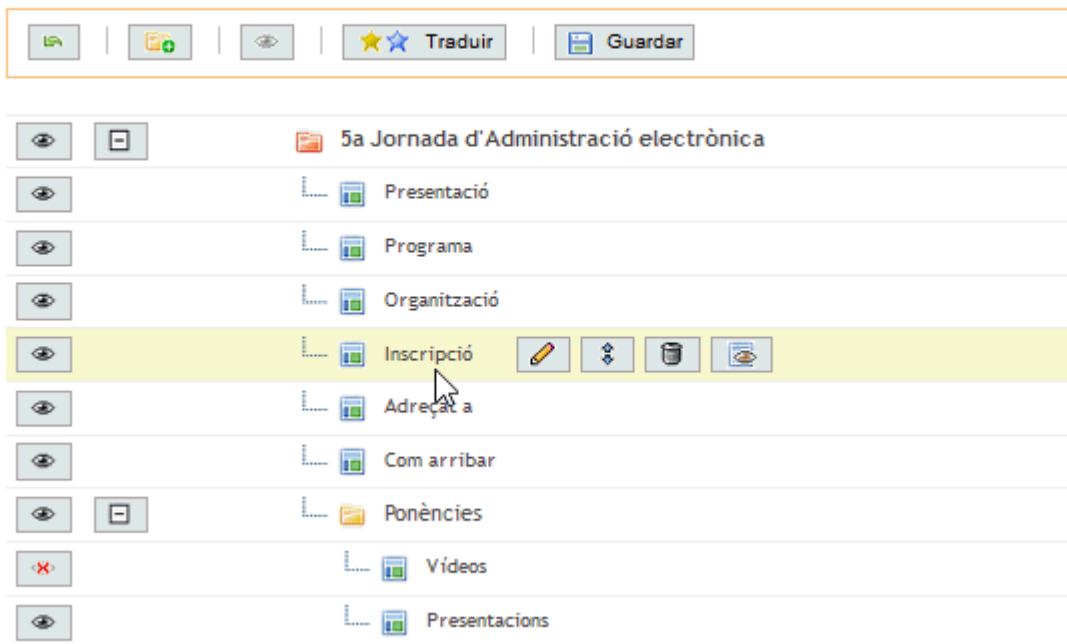 Traduir Guardar
5a Jornada d'Administració electrònica
Presentació
Programa
Organització
Inscripció
Adreçat a
Com arribar
Ponències
Vídeos
Presentacions